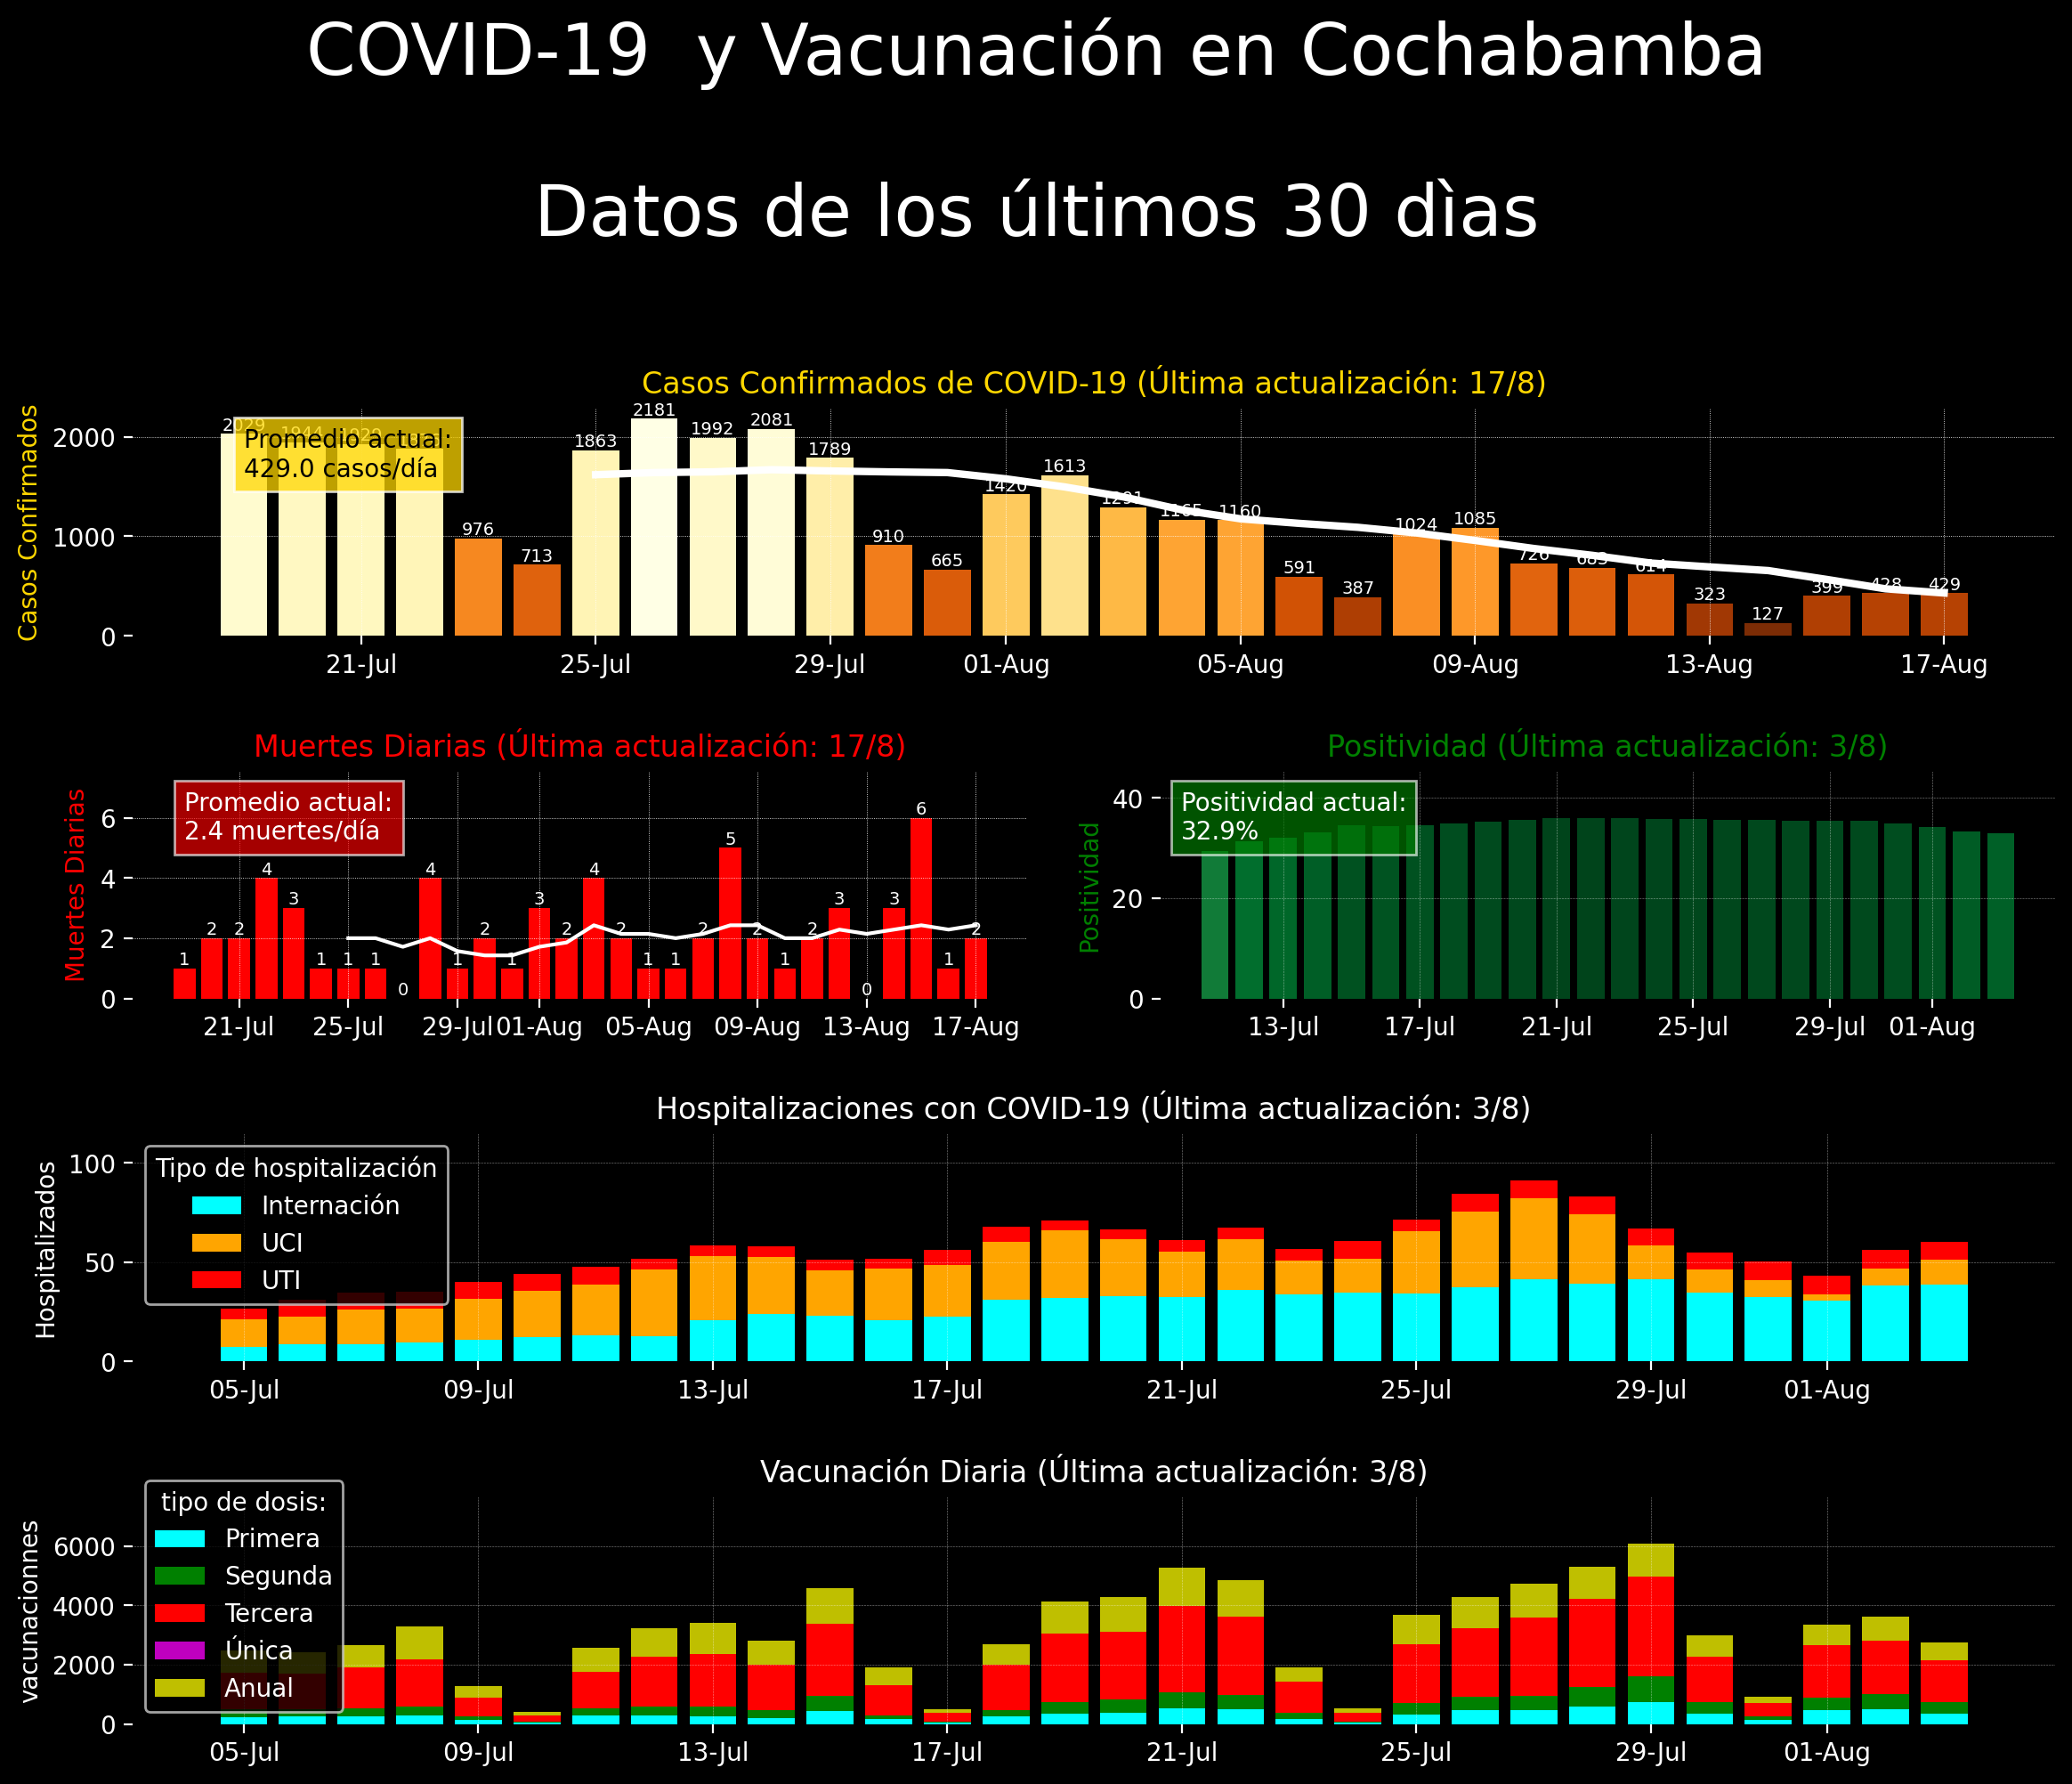 COVID-19  y Vacunación en Cochabamba
Datos de los últimos 30 dìas
Casos Confirmados de COVID-19 (Última actualización: 17/8)
Casos Confirmados
2000
1000
0
Promedio actual:
429.0 casos/día
2029 1944 976 713 1863 2181 1992 2081 1789 910 665 1420 1613 1291 1165 1160 591 387 1024 1085 726 683 614 323 127 399 428 429
21-Jul 25-Jul 29-Jul 01-Aug 05-Aug 09-Aug 13-Aug 17-Aug
Muertes Diarias (Última actualización: 17/8)
Muertes Diarias
6
4
2
0
Promedio actual:
2.4 muertes/día
1 2 2 4 3 1 1 1 0 4 1 2 1 3 2 4 2 1 1 2 5 2 1 2 3 0 3 6 1 2
21-Jul 25-Jul 29-Jul 01-Aug 05-Aug 09-Aug 13-Aug 17-Aug
Positividad (Última actualización: 3/8)
Positividad
40
20
0
Positividad actual:
32.9%
13-Jul 17-Jul 21-Jul 25-Jul 29-Jul 01-Aug
Hospitalizaciones con COVID-19 (Última actualización: 3/8)
Hospitalizados
100
50
0
Tipo de hospitalización
Internación
UCI
UTI
05-Jul 09-Jul 13-Jul 17-Jul 21-Jul 25-Jul 29-Jul 01-Aug
Vacunación Diaria (Última actualización: 3/8)
vacunaciones
6000
4000
2000
0
tipo de dosis:
Primera
Segunda
Tercera
Única
Anual
05-Jul 09-Jul 13-Jul 17-Jul 21-Jul 25-Jul 29-Jul 01-Aug